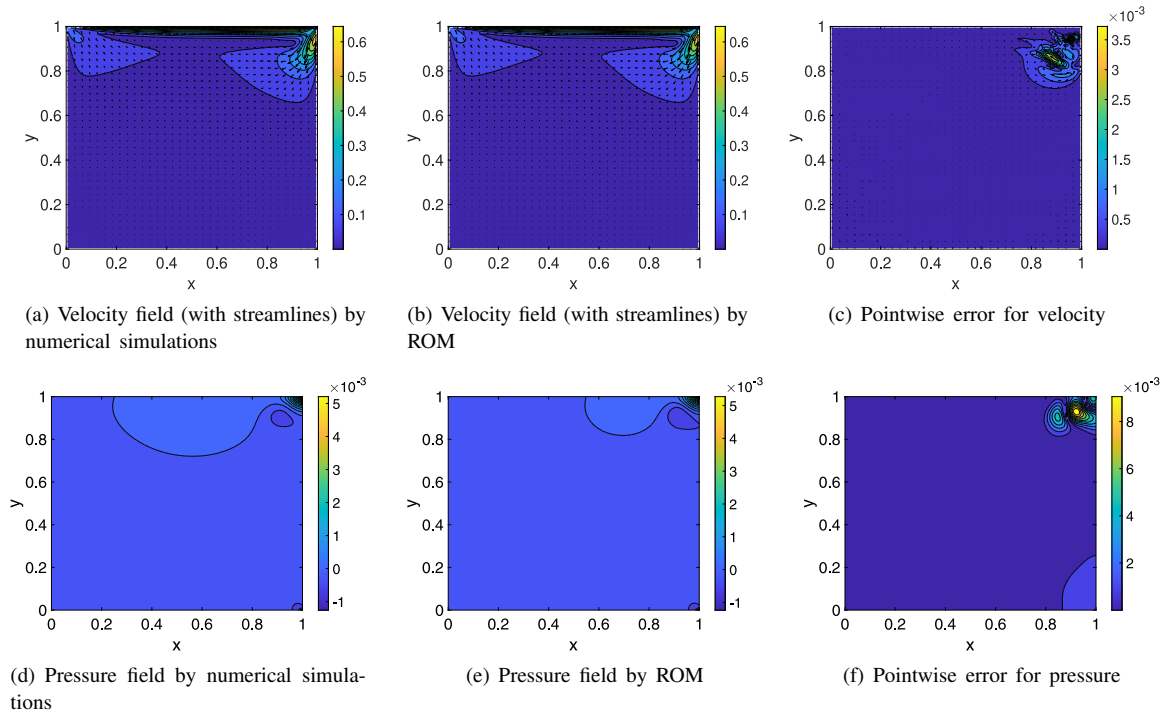 ×10⁻³
1
0.8
0.6
0.4
0.2
0
y
0 0.2 0.4 0.6 0.8 1
x
0.6
0.5
0.4
0.3
0.2
0.1
1
0.8
0.6
0.4
0.2
0
y
0 0.2 0.4 0.6 0.8 1
x
0.6
0.5
0.4
0.3
0.2
0.1
1
0.8
0.6
0.4
0.2
0
y
0 0.2 0.4 0.6 0.8 1
x
3.5
3
2.5
2
1.5
1
0.5
(a) Velocity field (with streamlines) by
numerical simulations
(b) Velocity field (with streamlines) by
ROM
(c) Pointwise error for velocity
×10⁻³
1
0.8
0.6
0.4
0.2
0
y
0 0.2 0.4 0.6 0.8 1
x
5
4
3
2
1
0
-1
×10⁻³
1
0.8
0.6
0.4
0.2
0
y
0 0.2 0.4 0.6 0.8 1
x
5
4
3
2
1
0
-1
×10⁻³
1
0.8
0.6
0.4
0.2
0
y
0 0.2 0.4 0.6 0.8 1
x
8
6
4
2
(d) Pressure field by numerical simula-
tions
(e) Pressure field by ROM
(f) Pointwise error for pressure